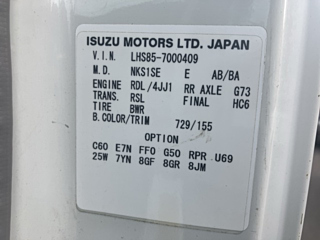 ISUZU MOTORS LTD. JAPAN
V.I.N. LHS85-7000409
M.D. NKS1SE E AB/BA
ENGINE RDL/4JJ1 RR AXLE G73
TRANS. RSL FINAL HC6
TIRE BWR
B.COLOR/TRIM 729/155
OPTION
C60 E7N FF0 G50 RPR U69
25W 7YN 8GF 8GR 8JM